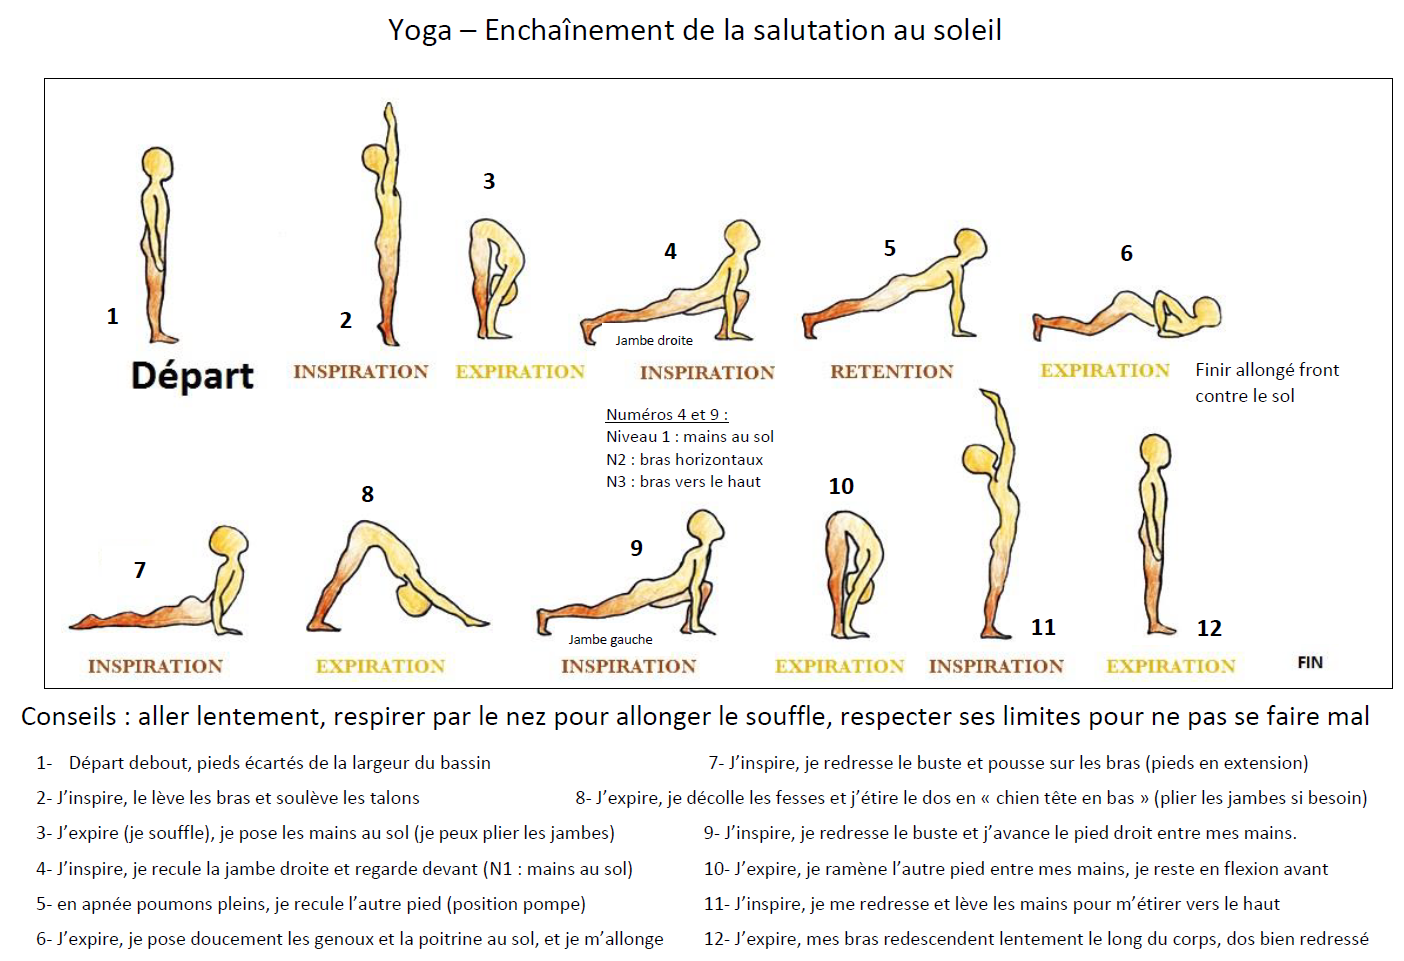 Yoga – Enchaînement de la salutation au soleil
1
Départ
2
INSPIRATION
3
EXPIRATION
4
Jambe droite
INSPIRATION
5
RETENTION
6
EXPIRATION
Finir allongé front
contre le sol
Numéros 4 et 9 :
Niveau 1 : mains au sol
N2 : bras horizontaux
N3 : bras vers le haut
7
INSPIRATION
8
EXPIRATION
9
Jambe gauche
INSPIRATION
10
EXPIRATION
11
INSPIRATION
12
EXPIRATION
FIN
Conseils : aller lentement, respirer par le nez pour allonger le souffle, respecter ses limites pour ne pas se faire mal
1- Départ debout, pieds écartés de la largeur du bassin
2- J’inspire, le lève les bras et soulève les talons
3- J’expire (je souffle), je pose les mains au sol (je peux plier les jambes)
4- J’inspire, je recule la jambe droite et regarde devant (N1 : mains au sol)
5- en apnée poumons pleins, je recule l’autre pied (position pompe)
6- J’expire, je pose doucement les genoux et la poitrine au sol, et je m’allonge
7- J’inspire, je redresse le buste et pousse sur les bras (pieds en extension)
8- J’expire, je décolle les fesses et j’étire le dos en « chien tête en bas » (plier les jambes si besoin)
9- J’inspire, je redresse le buste et j’avance le pied droit entre mes mains.
10- J’expire, je ramène l’autre pied entre mes mains, je reste en flexion avant
11- J’inspire, je me redresse et lève les mains pour m’étirer vers le haut
12- J’expire, mes bras redescendent lentement le long du corps, dos bien redressé